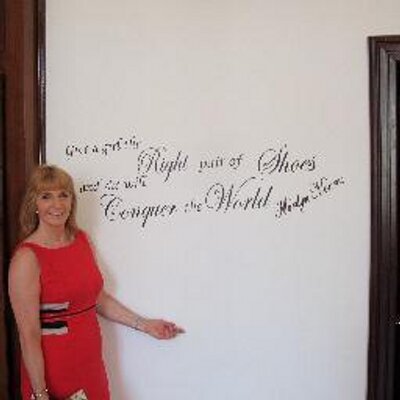 Give a girl the
Right pair of Shoes
and she will
Conquer the World